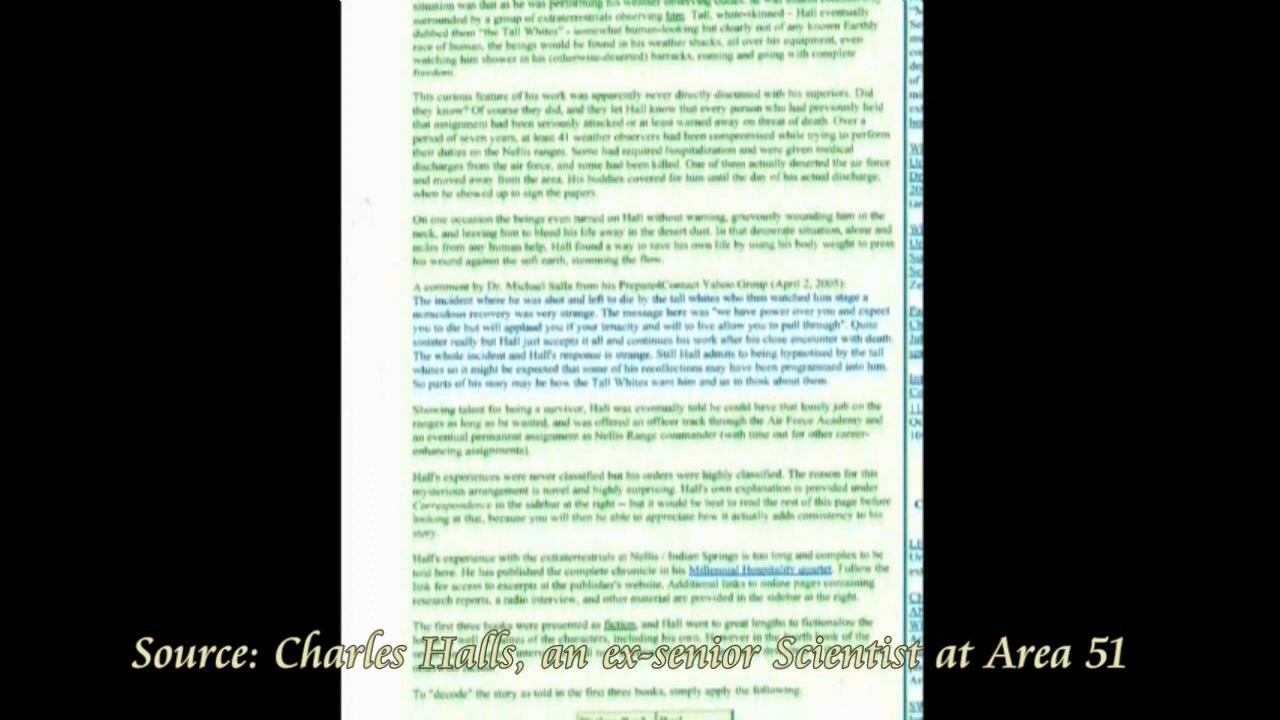 surrounded by a group of extraterrestrials observing him. Tall, white-skinned - Hall eventually
dubbed them "the Tall Whites" - somewhat human-looking but clearly not of any known Earthly
race of human, the beings would be found in his weather shacks, all over his equipment, even
watching him shower in his (otherwise-deserted) barracks, coming and going with complete
freedom.
This curious feature of his work was apparently never directly discussed with his superiors. Did
they know? Of course they did, and they let Hall know that every person who had previously held
that assignment had been seriously attacked or at least warned away on threat of death. Over a
period of seven years, at least 41 weather observers had been compromised while trying to perform
their duties on the Nellis ranges. Some had required hospitalization and were given medical
discharges from the air force, and some had been killed. One of them actually deserted the air force
and moved away from the area. His buddies covered for him until the day of his actual discharge,
when he showed up to sign the papers.
On one occasion the beings even turned on Hall without warning, grievously wounding him in the
neck, and leaving him to bleed his life away in the desert dust. In that desperate situation, alone and
miles from any human help, Hall found a way to save his own life by using his body weight to press
his wound against the soft earth, stemming the flow.
A comment by Dr. Michael Salla from his Prepare4Contact Yahoo Group (April 2, 2005):
The incident where he was shot and left to die by the tall whites who then watched him stage a
miraculous recovery was very strange. The message here was "we have power over you and expect
you to die but will applaud you if your tenacity and will to live allow you to pull through". Quite
sinister really but Hall just accepts it all and continues his work after his close encounter with death.
The whole incident and Hall's response is strange. Still Hall admits to being hypnotised by the tall
whites so it might be expected that some of his recollections may have been programmed into him.
So parts of his story may be how the Tall Whites want him and us to think about them.
Showing talent for being a survivor, Hall was eventually told he could have that lonely job on the
ranges as long as he wanted, and was offered an officer track through the Air Force Academy and
an eventual permanent assignment as Nellis Range commander (with time out for other career-
enhancing assignments).
Hall's experiences were never classified but his orders were highly classified. The reason for this
mysterious arrangement is novel and highly surprising. Hall's own explanation is provided under
Correspondence in the sidebar at the right -- but it would be best to read the rest of this page before
looking at that, because you will then be able to appreciate how it actually adds consistency to his
story.
Hall's experience with the extraterrestrials at Nellis / Indian Springs is too long and complex to be
told here. He has published the complete chronicle in his Millennial Hospitality quartet. Follow the
link for access to excerpts at the publisher's website. Additional links to online pages containing
research reports, a radio interview, and other material are provided in the sidebar at the right.
The first three books were presented as fiction, and Hall went to great lengths to fictionalize the
of the characters, including his own. However in the
Source: Charles Halls, an ex-senior Scientist at Area 51
To "decode" the story as told in the first three books, simply apply the following: